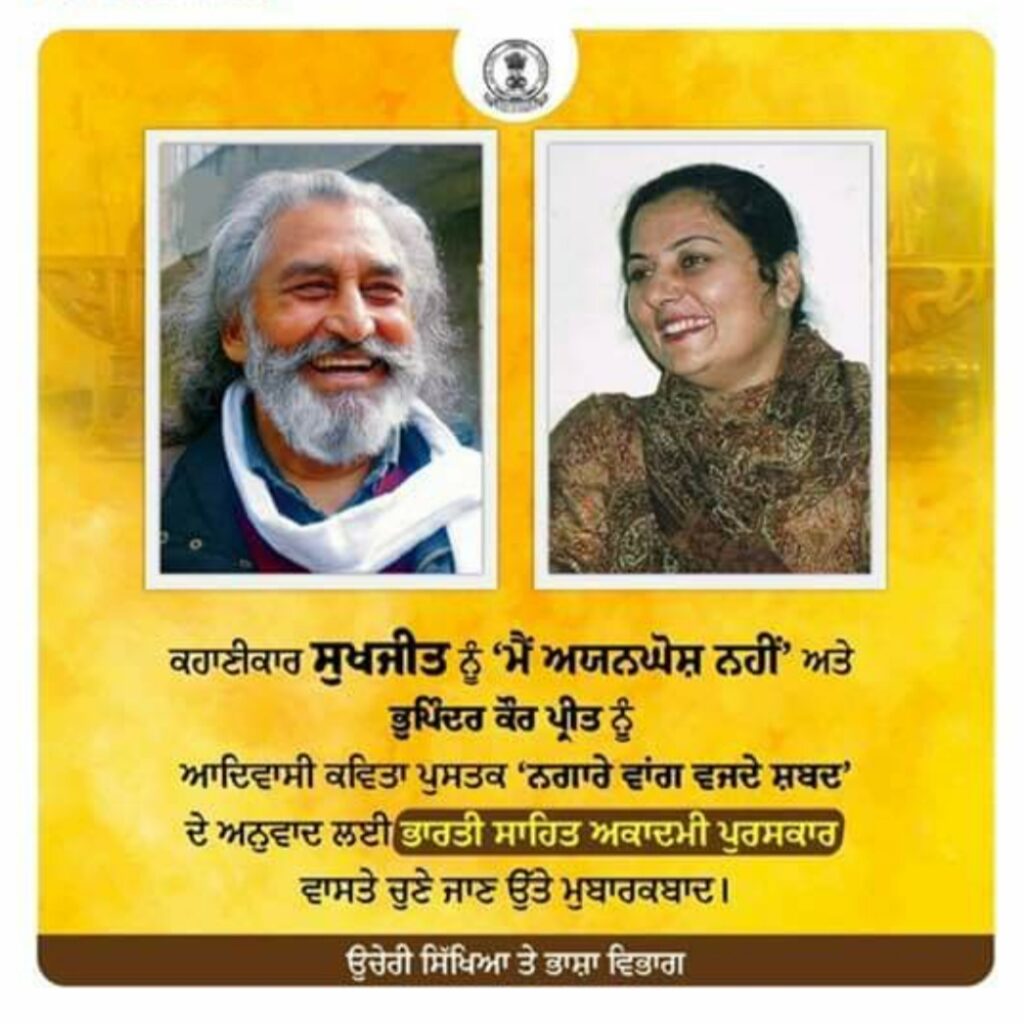 ਕਹਾਣੀਕਾਰ ਸੁਖਜੀਤ ਨੂੰ ‘ਮੈਂ ਅਯਨਘੋਸ਼ ਨਹੀਂ’ ਅਤੇ
ਭੁਪਿੰਦਰ ਕੌਰ ਪ੍ਰੀਤ ਨੂੰ
ਆਦਿਵਾਸੀ ਕਵਿਤਾ ਪੁਸਤਕ ‘ਨਗਾਰੇ ਵਾਂਗ ਵਜਦੇ ਸ਼ਬਦ’
ਦੇ ਅਨੁਵਾਦ ਲਈ ਭਾਰਤੀ ਸਾਹਿਤ ਅਕਾਦਮੀ ਪੁਰਸਕਾਰ
ਵਾਸਤੇ ਚੁਣੇ ਜਾਣ ਉੱਤੇ ਮੁਬਾਰਕਬਾਦ।
ਉਚੇਰੀ ਸਿੱਖਿਆ ਤੇ ਭਾਸ਼ਾ ਵਿਭਾਗ